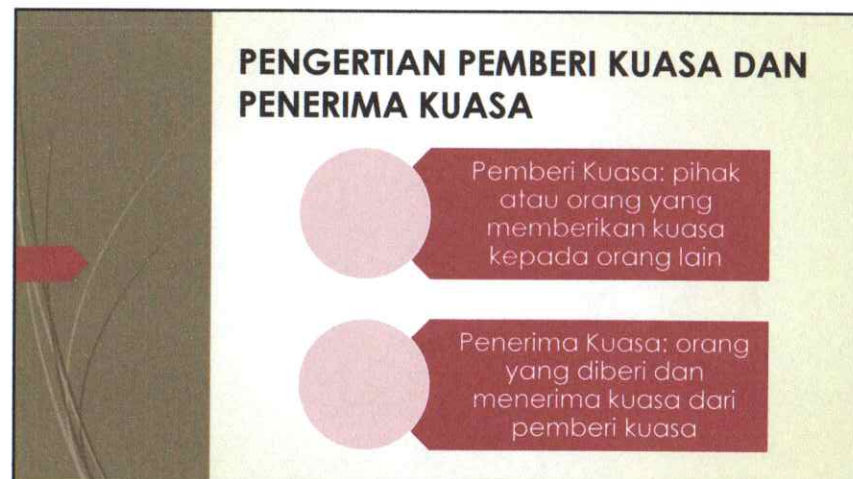 PENGERTIAN PEMBERI KUASA DAN
PENERIMA KUASA
Pemberi Kuasa: pihak
atau orang yang
memberikan kuasa
kepada orang lain
Penerima Kuasa: orang
yang diberi dan
menerima kuasa dari
pemberi kuasa